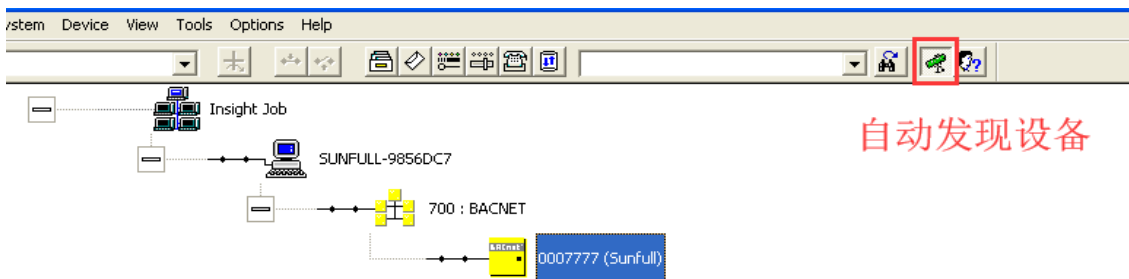 ystem Device View Tools Options Help
自动发现设备
Insight Job
SUNFULL-9856DC7
700 : BACNET
BACnet
0007777 (Sunfull)